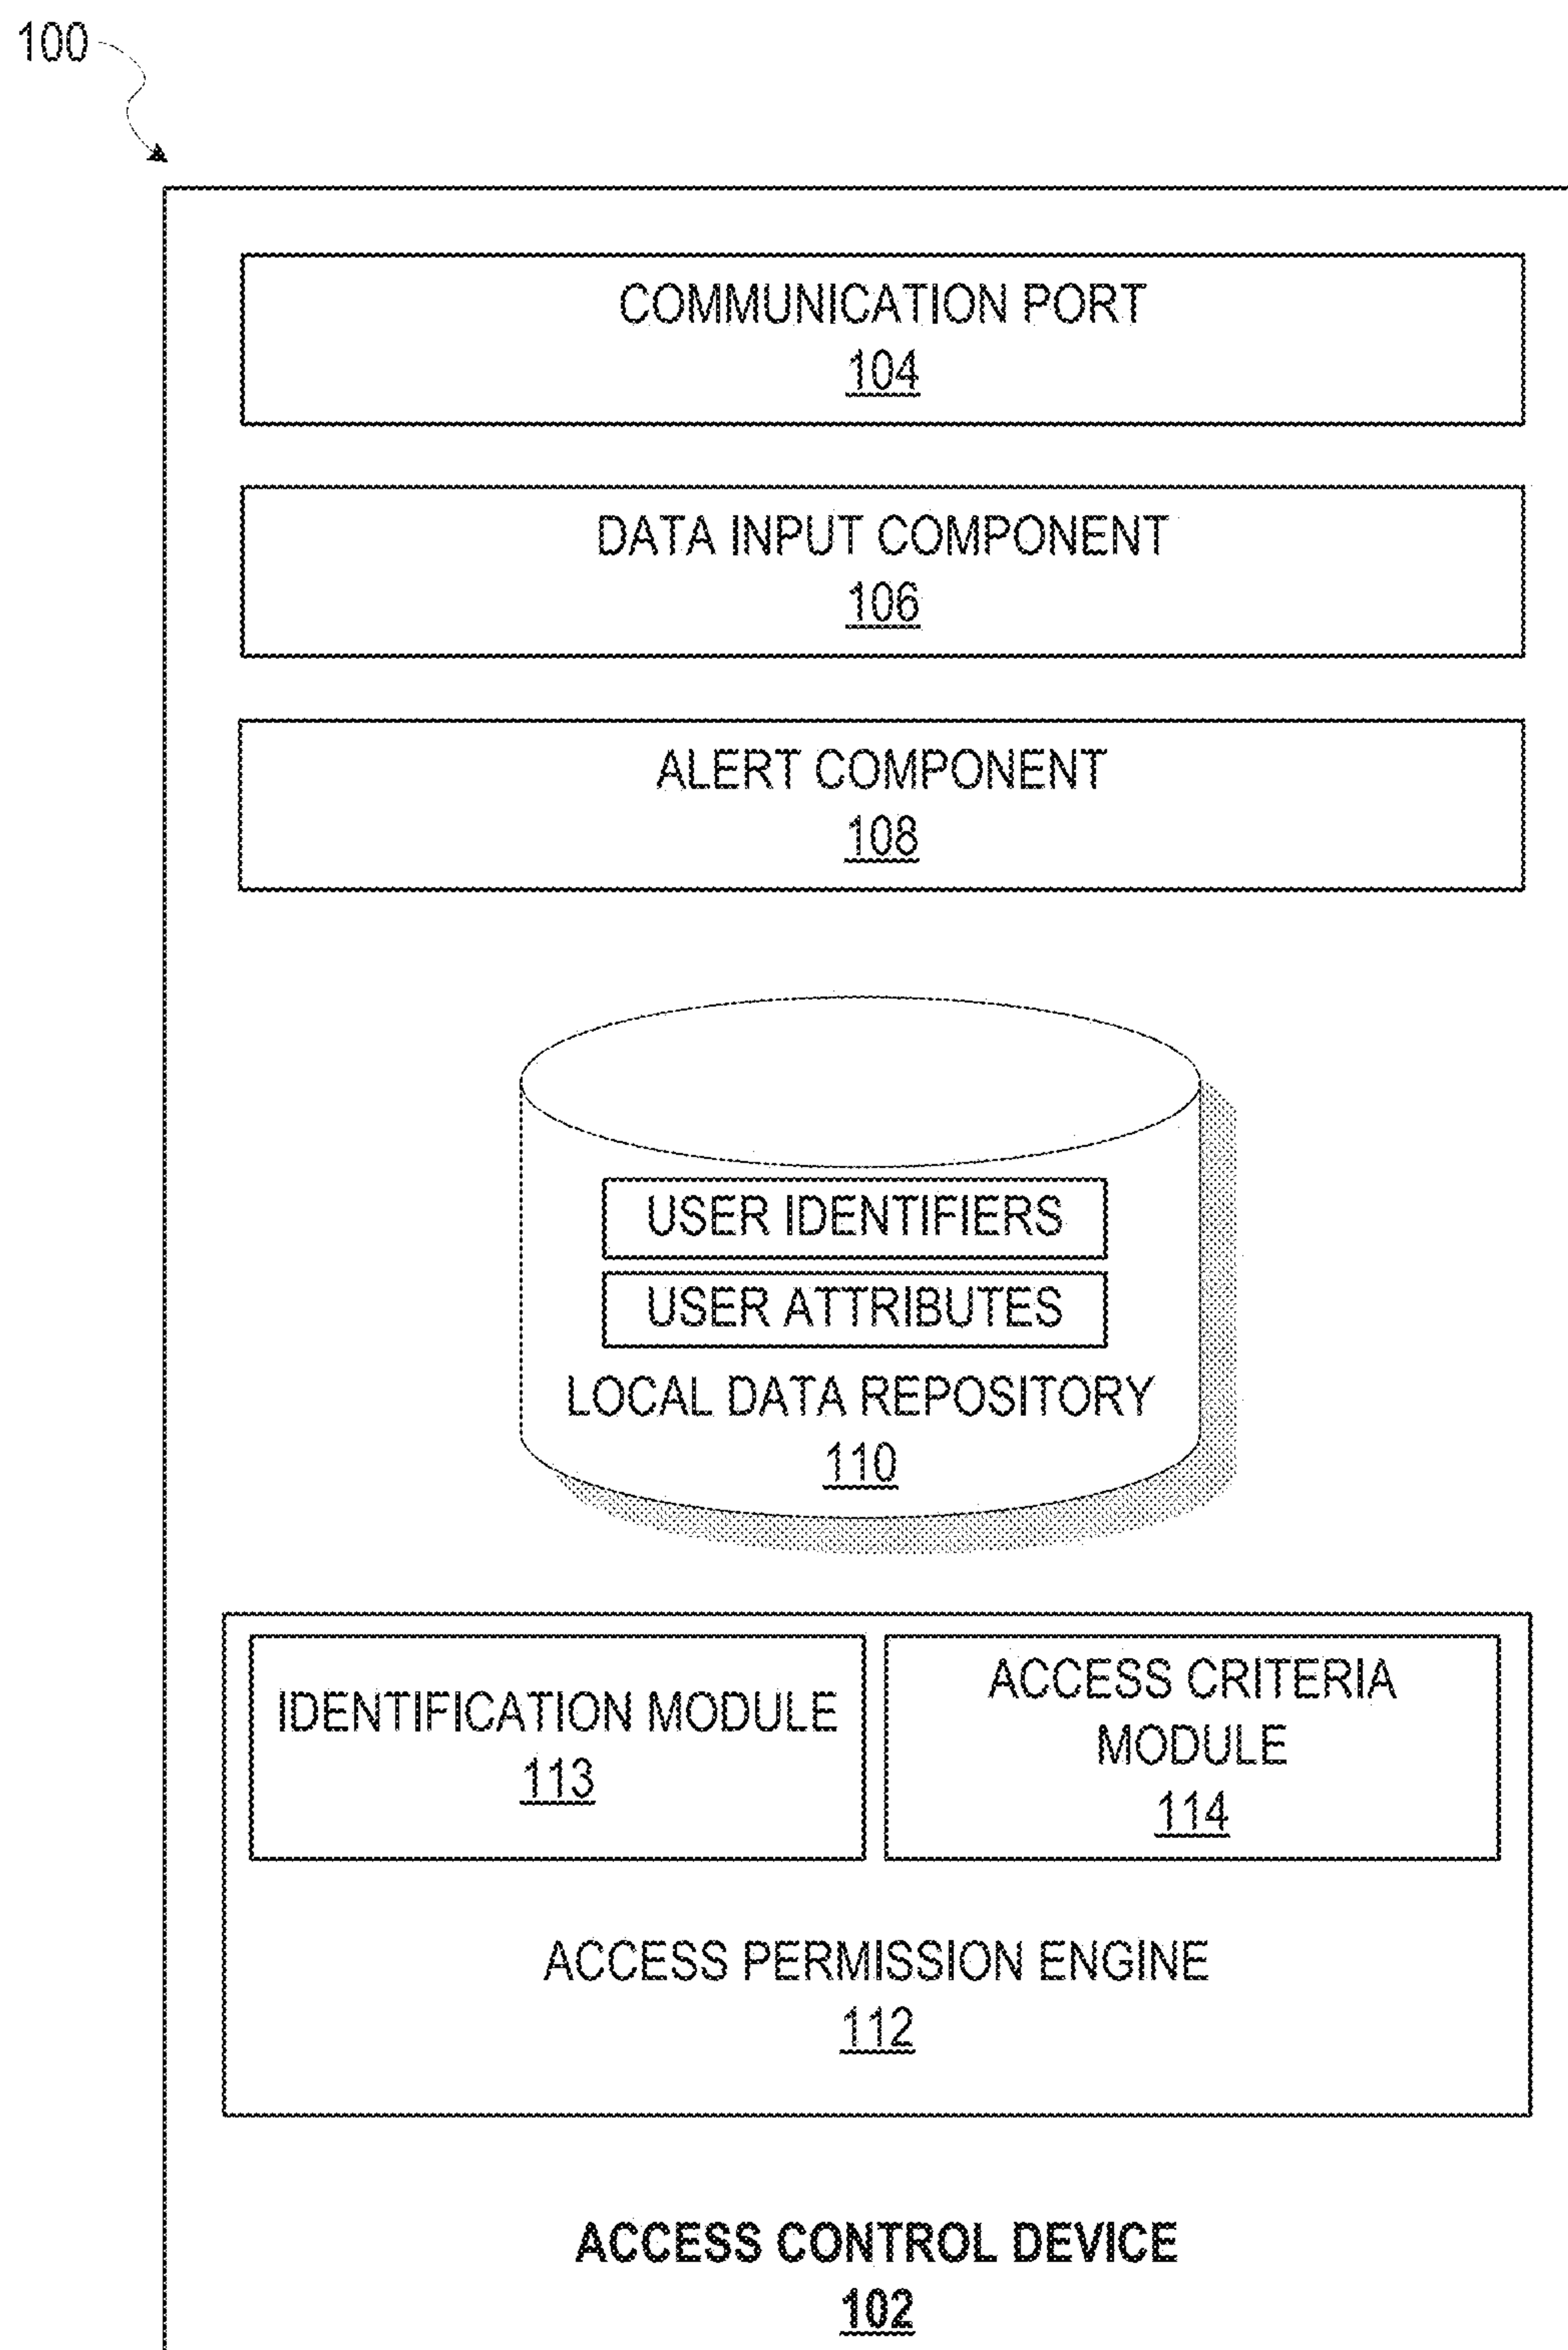 100
COMMUNICATION PORT
104
DATA INPUT COMPONENT
106
ALERT COMPONENT
108
USER IDENTIFIERS
USER ATTRIBUTES
LOCAL DATA REPOSITORY
110
IDENTIFICATION MODULE
113
ACCESS CRITERIA
MODULE
114
ACCESS PERMISSION ENGINE
112
ACCESS CONTROL DEVICE
102